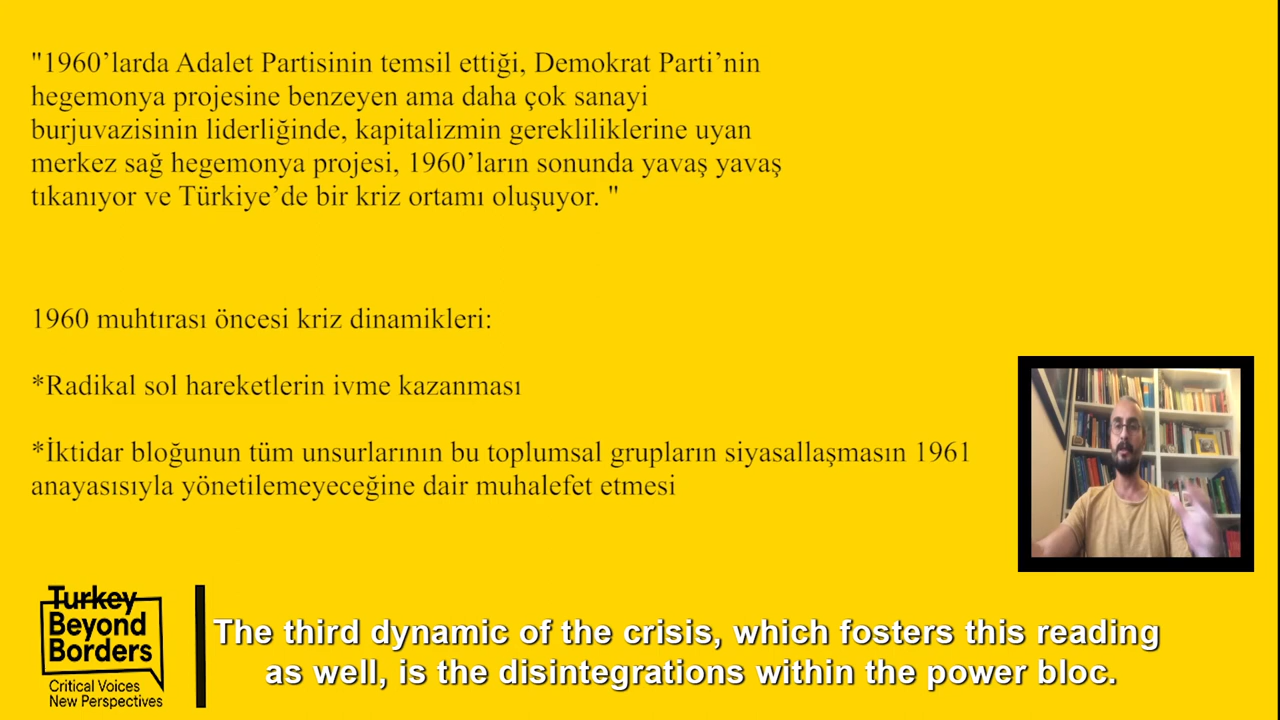 "1960’larda Adalet Partisinin temsil ettiği, Demokrat Parti’nin
hegemonya projesine benzeyen ama daha çok sanayi
burjuvazisinin liderliğinde, kapitalizmin gerekliliklerine uyan
merkez sağ hegemonya projesi, 1960’ların sonunda yavaş yavaş
tıkanıyor ve Türkiye’de bir kriz ortamı oluşuyor. "
1960 muhtırası öncesi kriz dinamikleri:
*Radikal sol hareketlerin ivme kazanması
*İktidar bloğunun tüm unsurlarının bu toplumsal grupların siyasallaşmasın 1961
anayasısıyla yönetilemeyeceğine dair muhalefet etmesi
Turkey
Beyond
Borders
Critical Voices
New Perspectives
The third dynamic of the crisis, which fosters this reading
as well, is the disintegrations within the power bloc.